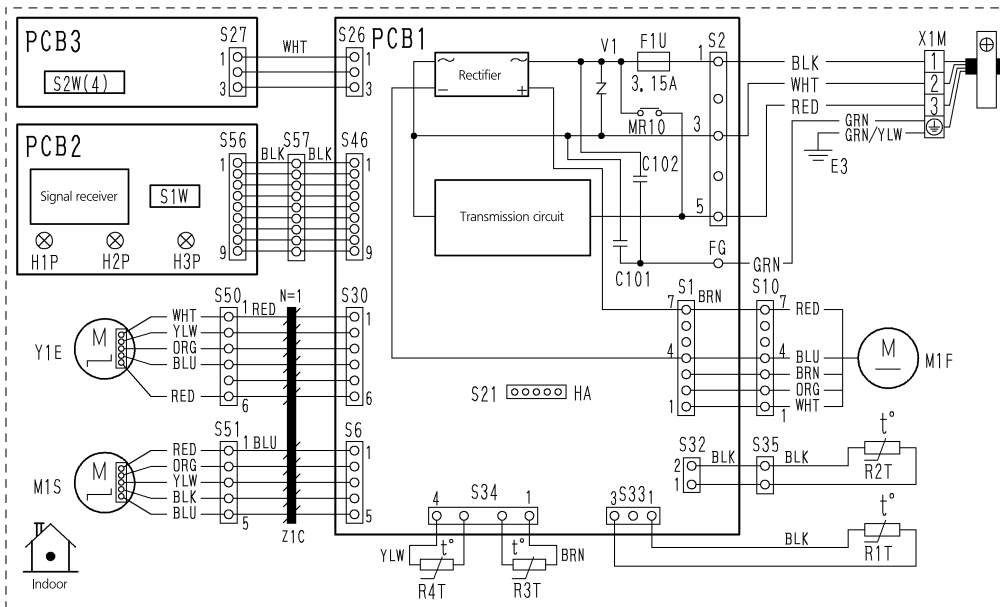 PCB3
S27
1
3
S2W(4)
WHT
S26
1
3
PCB1
Rectifier
~
~
−
+
V1
F1U
3.15A
MR10
S2
1
3
5
BLK
WHT
RED
GRN
GRN/YLW
E3
X1M
1
2
3
PCB2
Signal receiver
S1W
H1P
H2P
H3P
S56
1
9
BLK
S57
BLK
S46
1
9
C102
Transmission circuit
C101
FG
GRN
S50
1
RED
6
N=1
S30
1
6
Y1E
M
WHT
YLW
ORG
BLU
RED
S1
7
4
1
BRN
S10
7
4
1
RED
BLU
BRN
ORG
WHT
M
M1F
S21
HA
S51
1
BLU
5
S6
1
5
M1S
M
RED
ORG
YLW
BLK
BLU
Z1C
S32
2
1
BLK
S35
BLK
t°
R2T
S34
4
1
S33
3
1
BLK
t°
R1T
YLW
t°
R4T
t°
R3T
BRN
Indoor